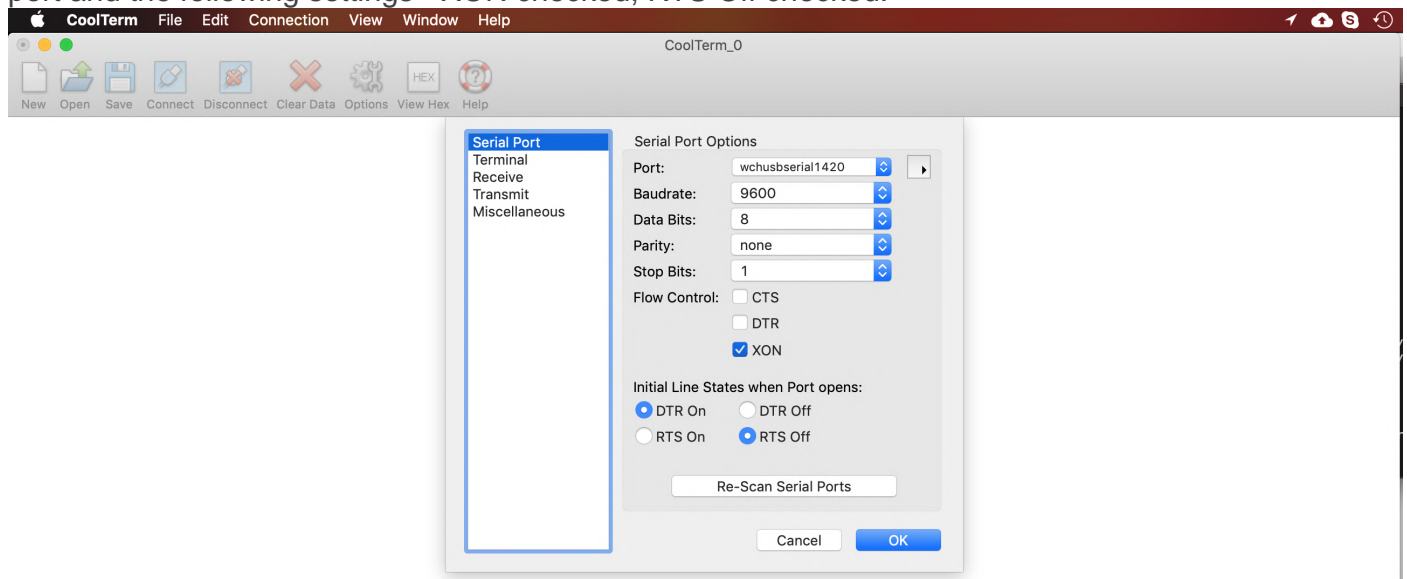 CoolTerm File Edit Connection View Window Help
CoolTerm_0
HEX
New Open Save Connect Disconnect Clear Data Options View Hex Help
Serial Port
Terminal
Receive
Transmit
Miscellaneous
Serial Port Options
Port: wchusbserial1420
Baudrate: 9600
Data Bits: 8
Parity: none
Stop Bits: 1
Flow Control: CTS
DTR
XON
Initial Line States when Port opens:
DTR On DTR Off
RTS On RTS Off
Re-Scan Serial Ports
Cancel OK